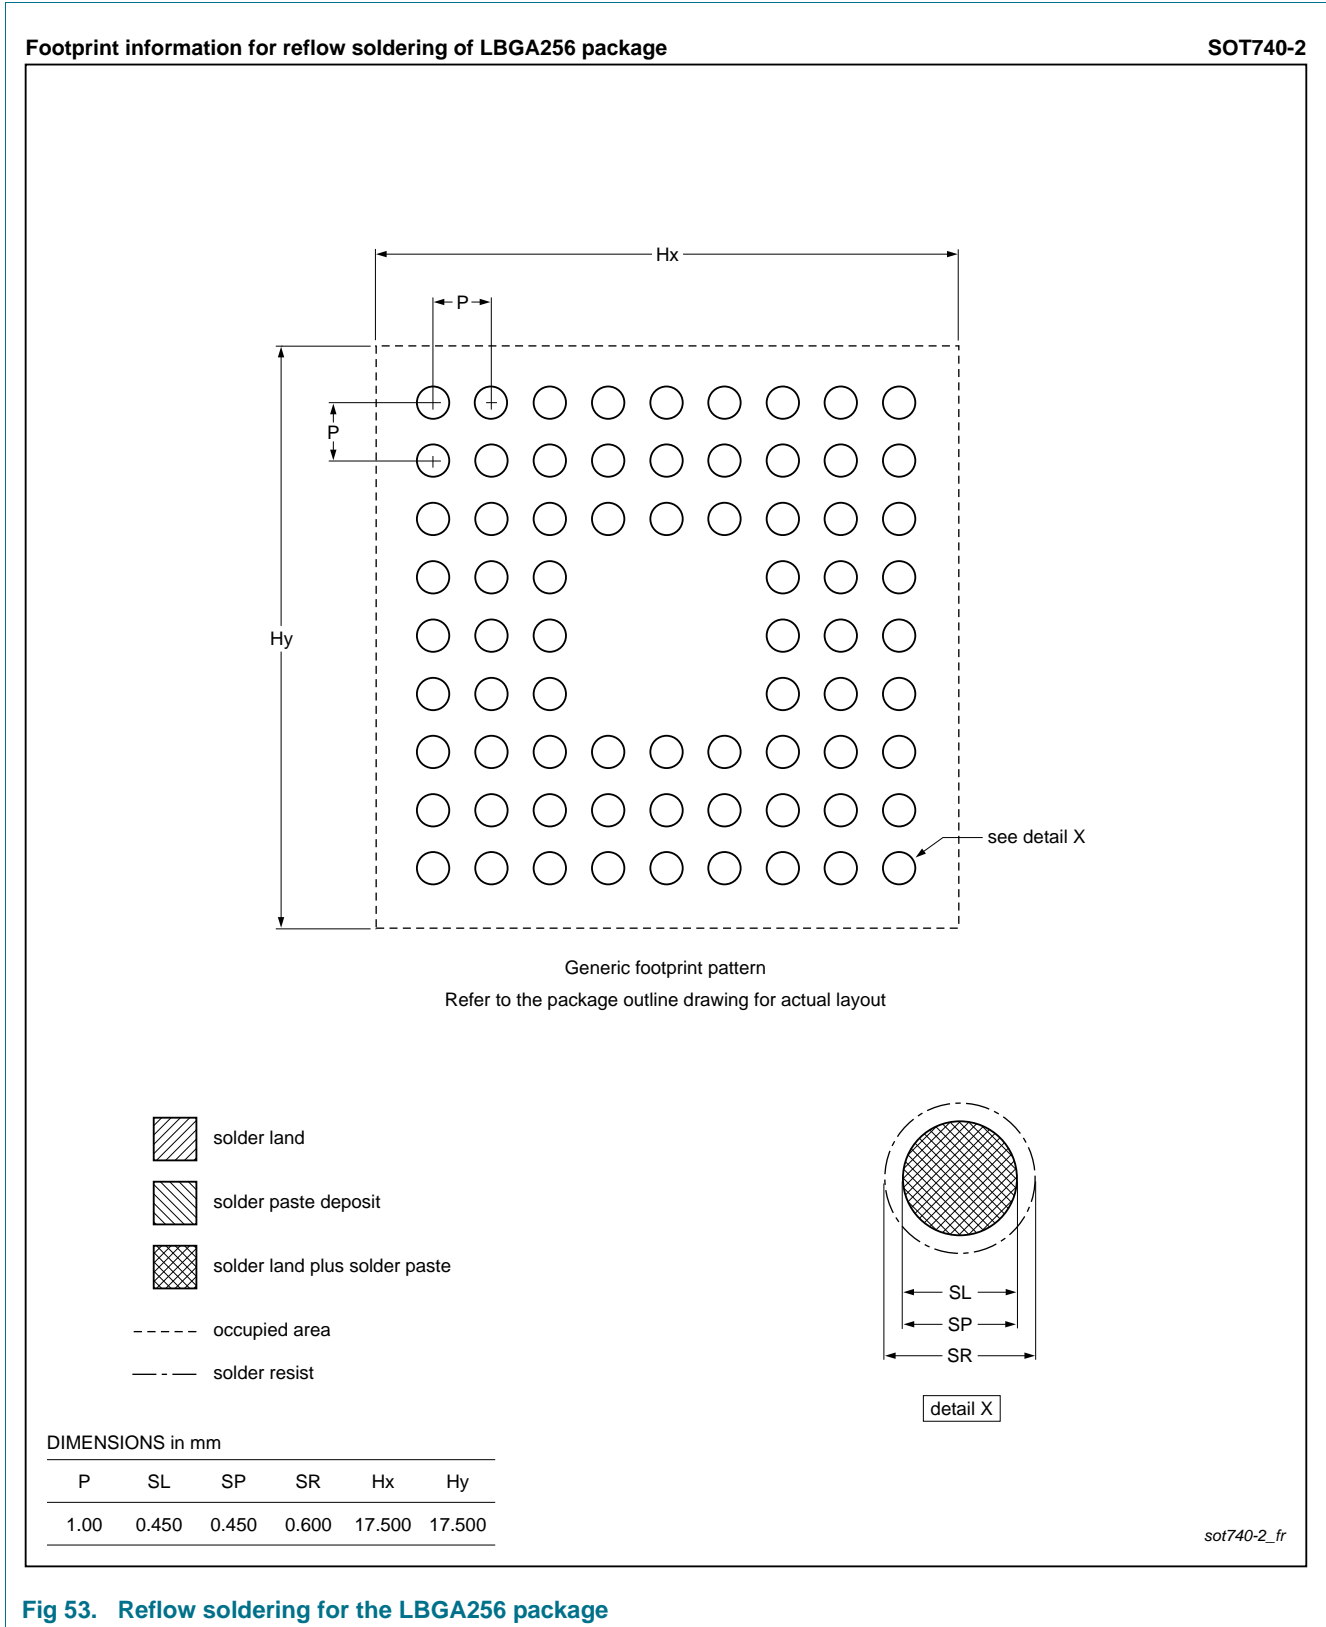 Footprint information for reflow soldering of LBGA256 package SOT740-2
Hx
P
P
Hy
see detail X
Generic footprint pattern
Refer to the package outline drawing for actual layout
solder land
solder paste deposit
solder land plus solder paste
occupied area
solder resist
SL
SP
SR
detail X
DIMENSIONS in mm
P SL SP SR Hx Hy
1.00 0.450 0.450 0.600 17.500 17.500
sot740-2_fr
Fig 53. Reflow soldering for the LBGA256 package